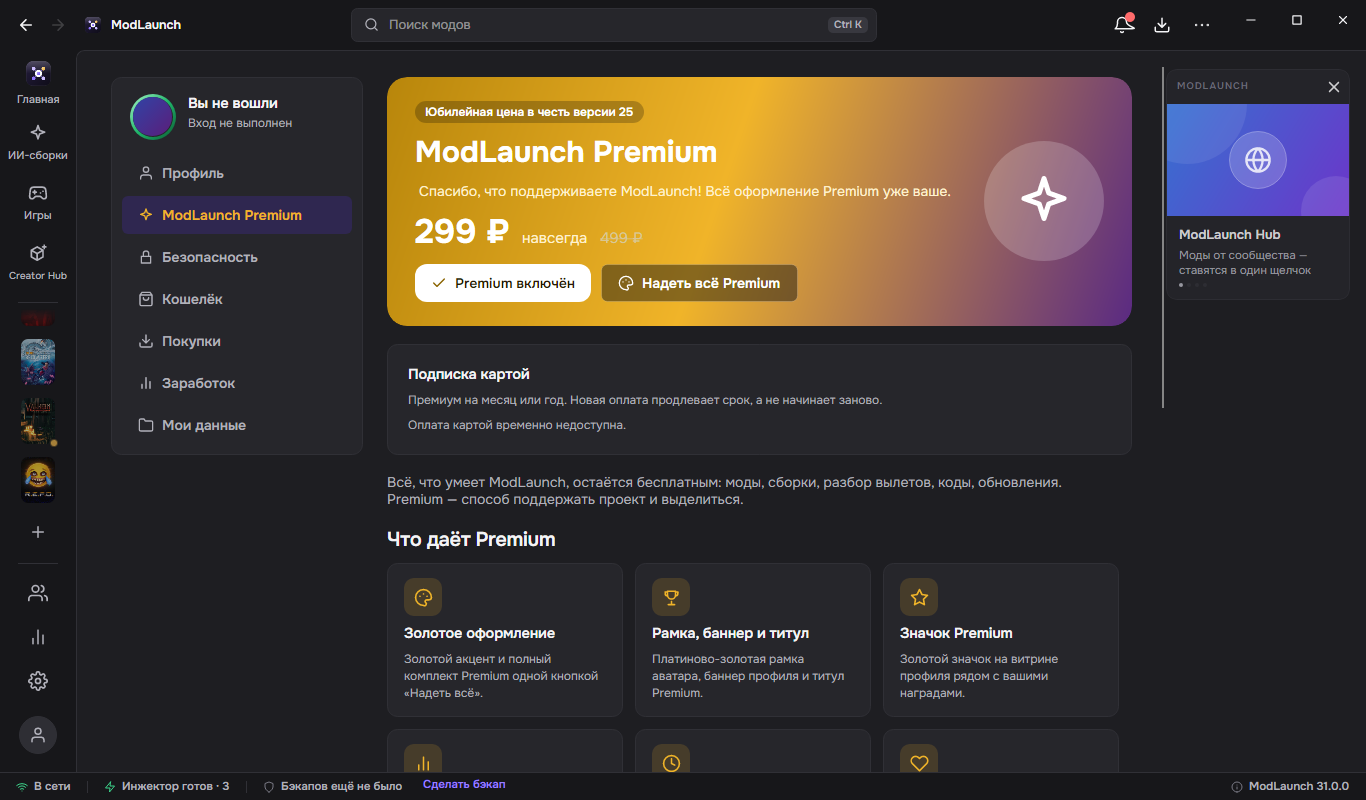 ModLaunch
Поиск модов
Ctrl K
Главная
ИИ-сборки
Игры
Creator Hub
Вы не вошли
Вход не выполнен
Профиль
ModLaunch Premium
Безопасность
Кошелёк
Покупки
Заработок
Мои данные
Юбилейная цена в честь версии 25
ModLaunch Premium
Спасибо, что поддерживаете ModLaunch! Всё оформление Premium уже ваше.
299 ₽ навсегда 499 ₽
Premium включён
Надеть всё Premium
Подписка картой
Премиум на месяц или год. Новая оплата продлевает срок, а не начинает заново.
Оплата картой временно недоступна.
Всё, что умеет ModLaunch, остаётся бесплатным: моды, сборки, разбор вылетов, коды, обновления.
Premium — способ поддержать проект и выделиться.
Что даёт Premium
Золотое оформление
Золотой акцент и полный
комплект Premium одной кнопкой
«Надеть всё».
Рамка, баннер и титул
Платиново-золотая рамка
аватара, баннер профиля и титул
Premium.
Значок Premium
Золотой значок на витрине
профиля рядом с вашими
наградами.
MODLAUNCH
ModLaunch Hub
Моды от сообщества —
ставятся в один щелчок
В сети
Инжектор готов · 3
Бэкапов ещё не было
Сделать бэкап
ModLaunch 31.0.0